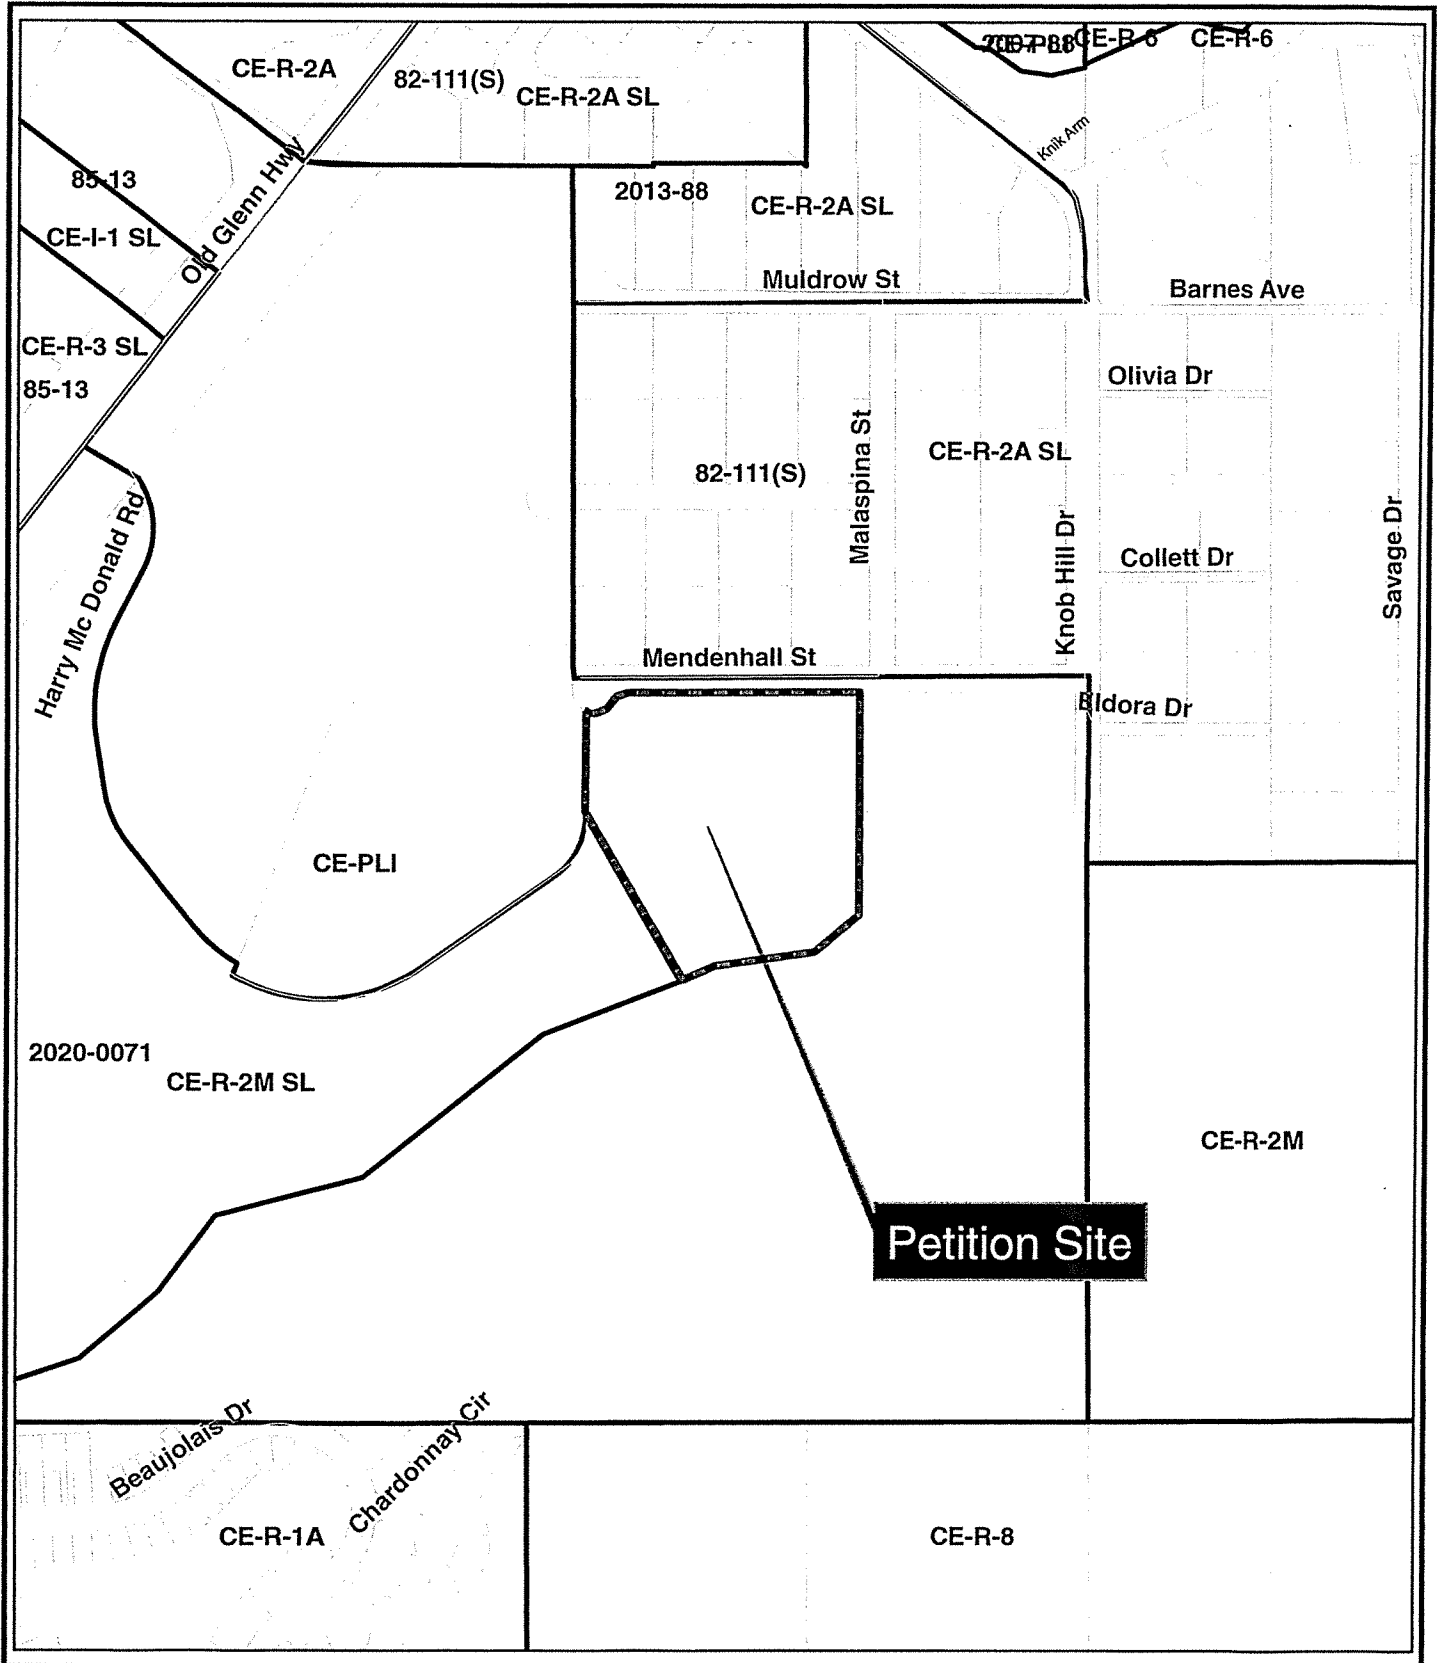 CE-R-6
CE-R-6
CE-R-2A
82-111(S)
CE-R-2A SL
Knik Arm
85-13
2013-88
CE-R-2A SL
Old Glenn Hwy
CE-I-1 SL
Muldrow St
Barnes Ave
CE-R-3 SL
85-13
Olivia Dr
Malaspina St
CE-R-2A SL
82-111(S)
Knob Hill Dr
Savage Dr
Collett Dr
Harry Mc Donald Rd
Mendenhall St
Eldora Dr
CE-PLI
2020-0071
CE-R-2M SL
CE-R-2M
Petition Site
Beaujolais Dr
Chardonnay Cir
CE-R-1A
CE-R-8